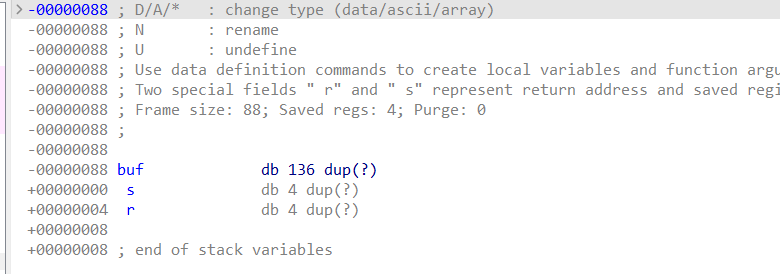 -00000088 ; D/A/* : change type (data/ascii/array)
-00000088 ; N : rename
-00000088 ; U : undefine
-00000088 ; Use data definition commands to create local variables and function argu
-00000088 ; Two special fields " r" and " s" represent return address and saved regi
-00000088 ; Frame size: 88; Saved regs: 4; Purge: 0
-00000088 ;
-00000088
-00000088 buf db 136 dup(?)
+00000000 s db 4 dup(?)
+00000004 r db 4 dup(?)
+00000008
+00000008 ; end of stack variables